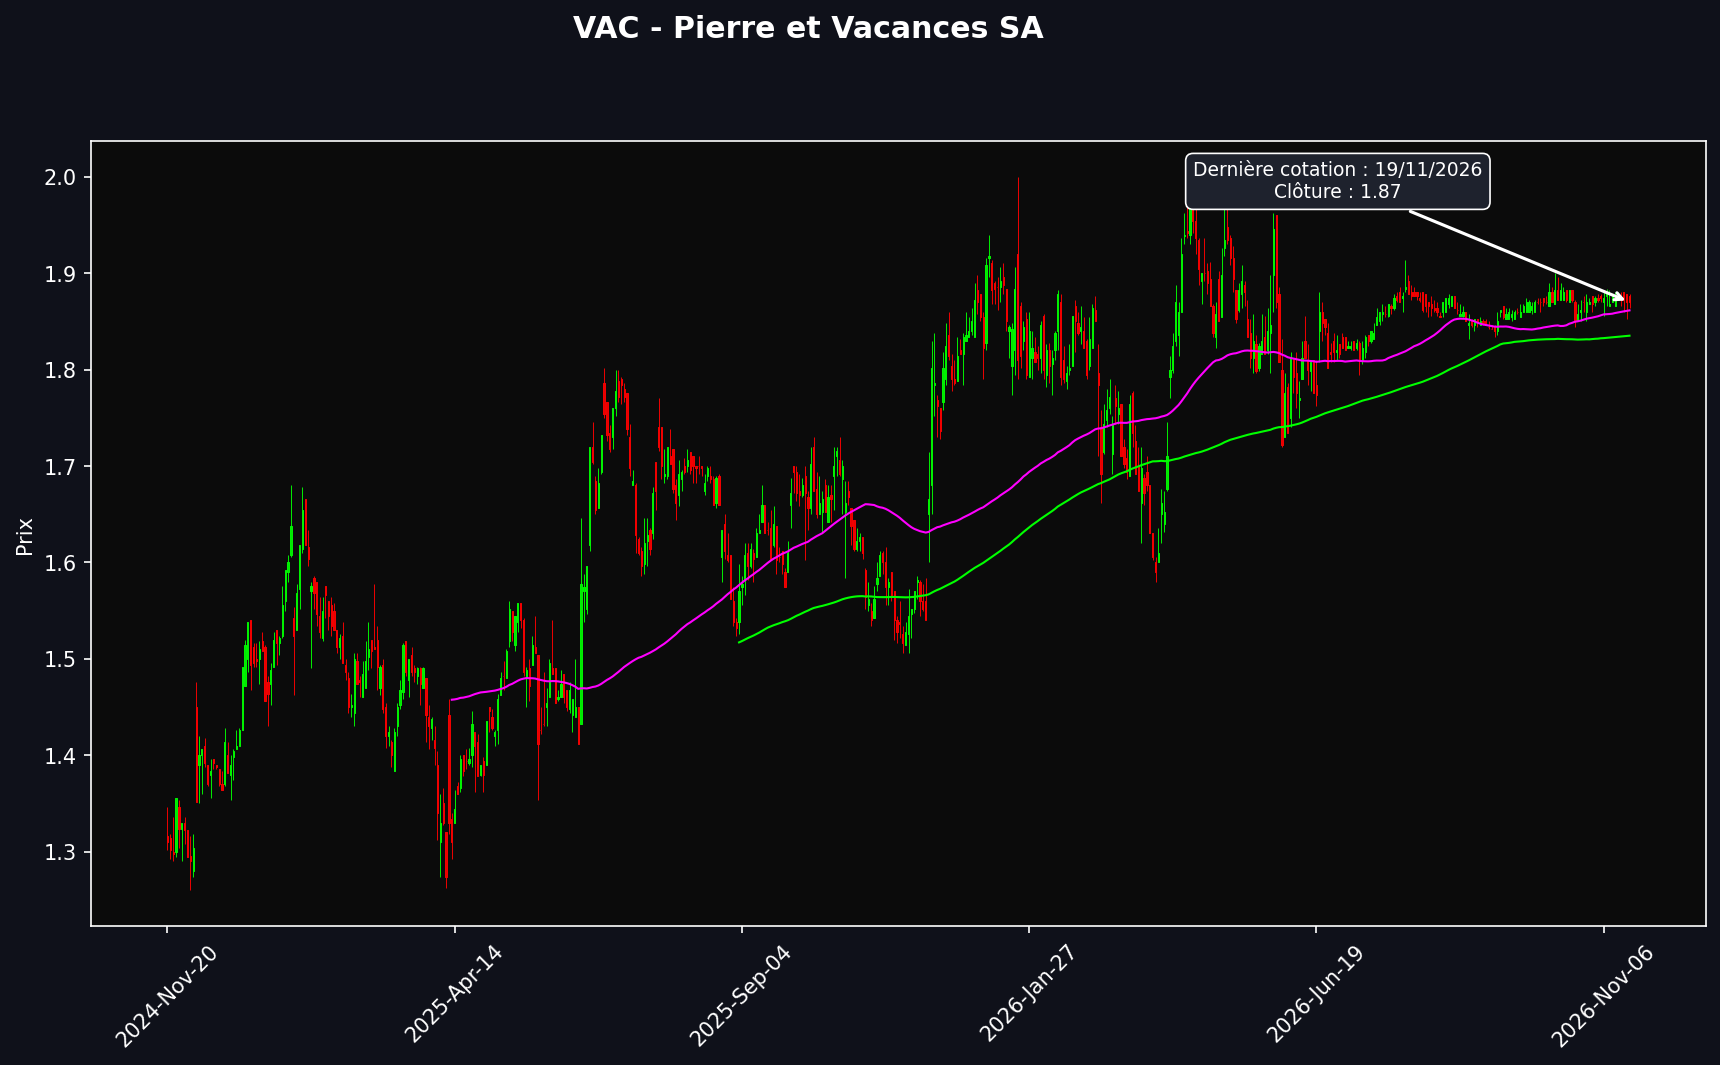 VAC - Pierre et Vacances SA
Dernière cotation : 19/11/2026
Clôture : 1.87
Prix
2.0
1.9
1.8
1.7
1.6
1.5
1.4
1.3
2024-Nov-20
2025-Apr-14
2025-Sep-04
2026-Jan-27
2026-Jun-19
2026-Nov-06